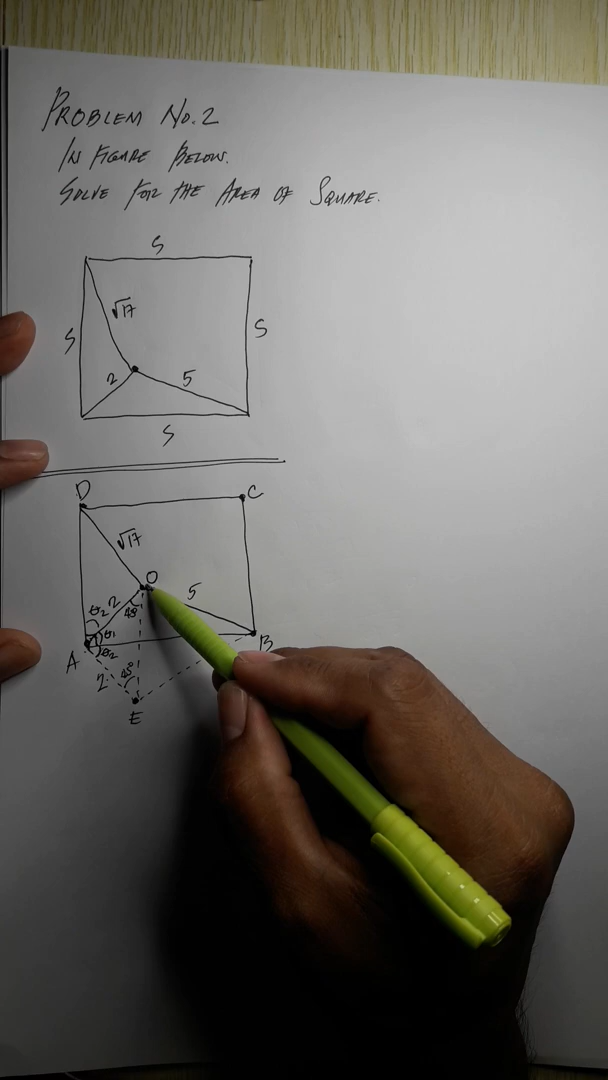 PROBLEM No. 2
IN FIGURE BELOW.
SOLVE FOR THE AREA OF SQUARE.
S
√17
S
S
2
5
S
D
C
√17
O
5
θ2
2
45
θ1
θ2
A
B
2
45°
E